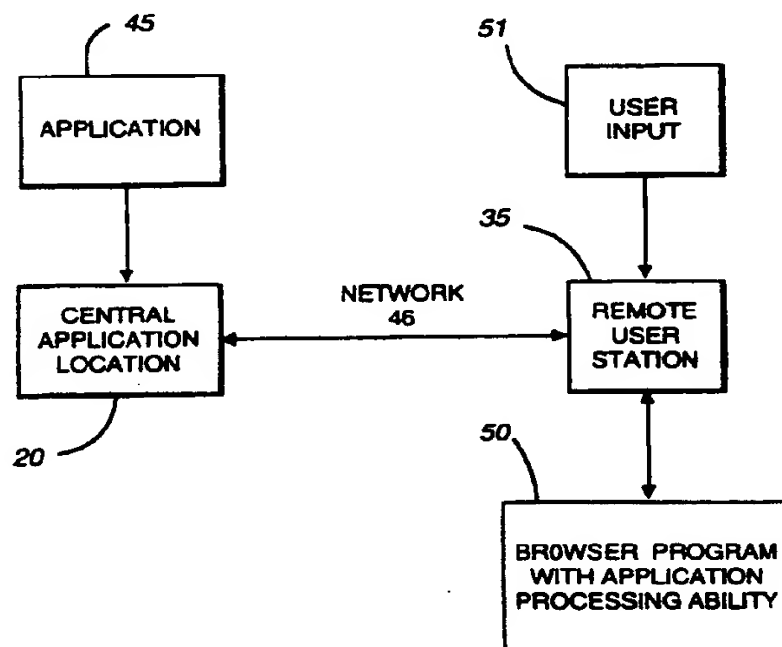 45
APPLICATION
51
USER
INPUT
35
CENTRAL
APPLICATION
LOCATION
NETWORK
46
REMOTE
USER
STATION
20
50
BROWSER PROGRAM
WITH APPLICATION
PROCESSING ABILITY